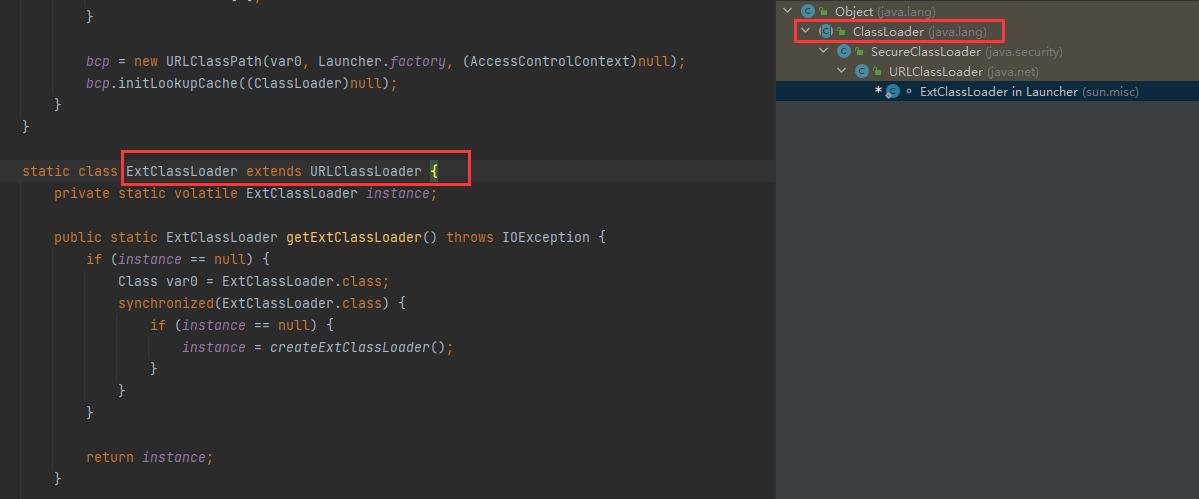 }
bcp = new URLClassPath(var0, Launcher.factory, (AccessControlContext)null);
bcp.initLookupCache((ClassLoader)null);
}
}
static class ExtClassLoader extends URLClassLoader {
private static volatile ExtClassLoader instance;
public static ExtClassLoader getExtClassLoader() throws IOException {
if (instance == null) {
Class var0 = ExtClassLoader.class;
synchronized(ExtClassLoader.class) {
if (instance == null) {
instance = createExtClassLoader();
}
}
}
return instance;
}
Object (java.lang)
ClassLoader (java.lang)
SecureClassLoader (java.security)
URLClassLoader (java.net)
* ExtClassLoader in Launcher (sun.misc)